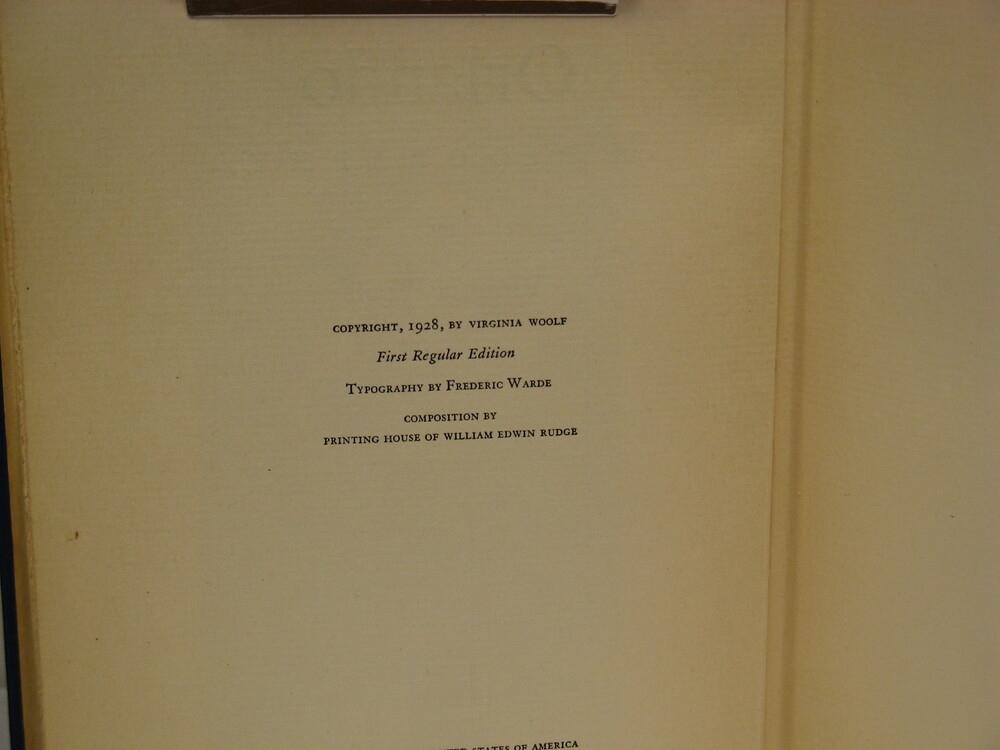 COPYRIGHT, 1928, BY VIRGINIA WOOLF
First Regular Edition
TYPOGRAPHY BY FREDERIC WARDE
COMPOSITION BY
PRINTING HOUSE OF WILLIAM EDWIN RUDGE
STATES OF AMERICA